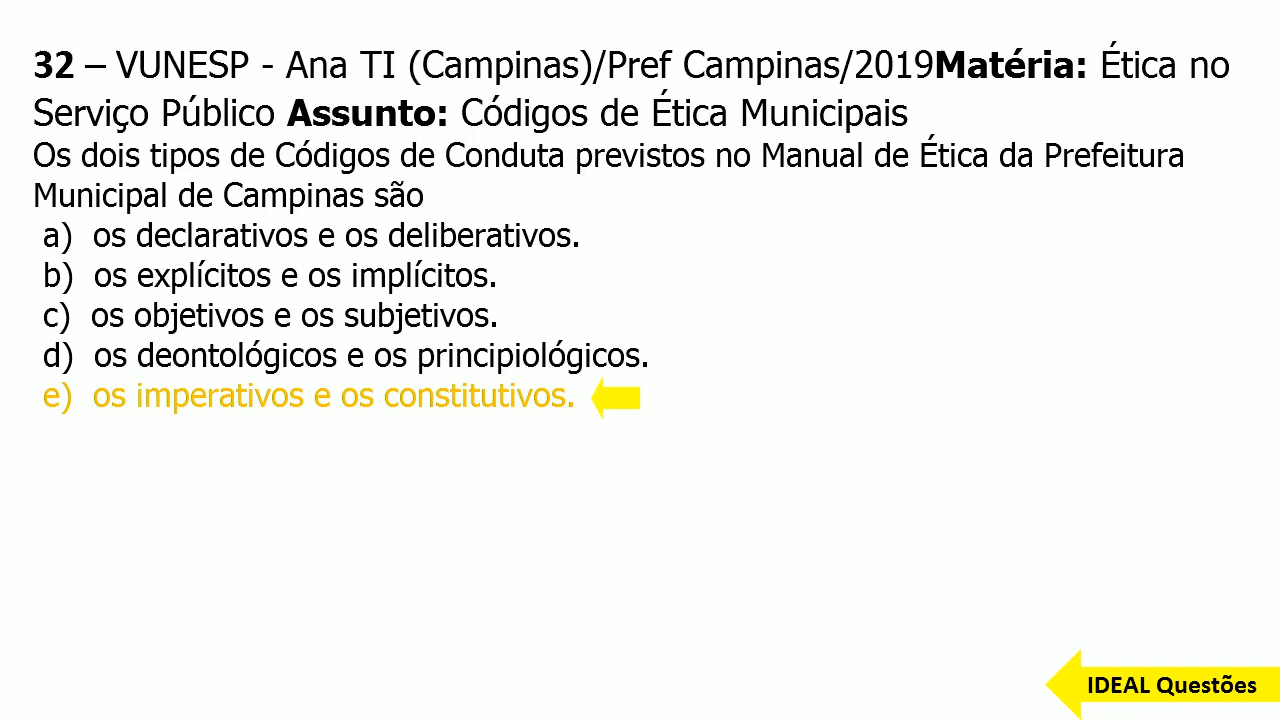 32 – VUNESP - Ana TI (Campinas)/Pref Campinas/2019Matéria: Ética no
Serviço Público Assunto: Códigos de Ética Municipais
Os dois tipos de Códigos de Conduta previstos no Manual de Ética da Prefeitura
Municipal de Campinas são
a) os declarativos e os deliberativos.
b) os explícitos e os implícitos.
c) os objetivos e os subjetivos.
d) os deontológicos e os principiológicos.
e) os imperativos e os constitutivos.
IDEAL Questões